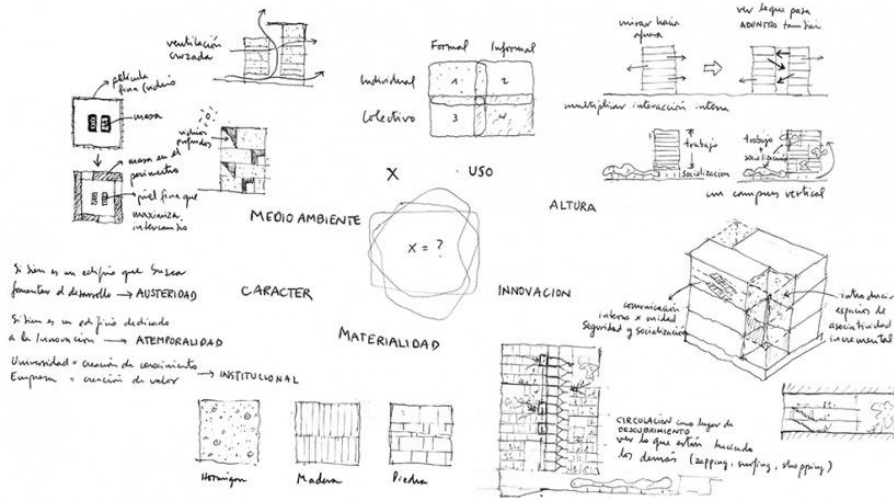 ventilación
cruzada
película
fina (vidrio)
masa
masa en el
perímetro
piel fina que
maximiza
intercambio
vidrios
profundos
MEDIO AMBIENTE
Formal Informal
Individual 1 2
Colectivo 3 4
X USO
mirar hacia
afuera
ver lo que pasa
ADENTRO también
multiplicar interacción interna
trabajo
socialización
trabajo
socialización
un campus vertical
ALTURA
X = ?
Si bien es un edificio que busca
fomentar el desarrollo → AUSTERIDAD
CARACTER
Si bien es un edificio dedicado
a la Innovación → ATEMPORALIDAD
Universidad = creación de conocimiento
Empresa = creación de valor → INSTITUCIONAL
MATERIALIDAD
Hormigon
Madera
Piedra
INNOVACION
comunicación
interna x unidad
Seguridad y socialización
introducir
espacios de
asociatividad
incremental
CIRCULACION como lugar de
DESCUBRIMIENTO
ver lo que están haciendo
los demás (zapping, surfing, shopping)